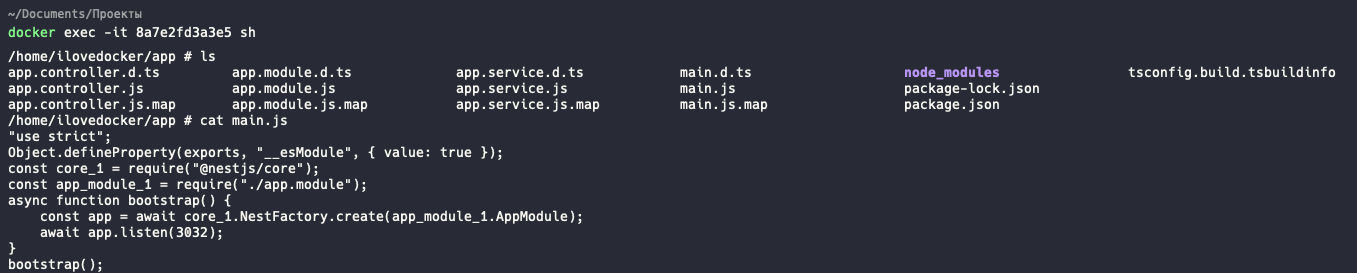 ~/Documents/Проекты
docker exec -it 8a7e2fd3a3e5 sh
/home/ilovedocker/app # ls
app.controller.d.ts app.module.d.ts app.service.d.ts main.d.ts node_modules tsconfig.build.tsbuildinfo
app.controller.js app.module.js app.service.js main.js package-lock.json
app.controller.js.map app.module.js.map app.service.js.map main.js.map package.json
/home/ilovedocker/app # cat main.js
"use strict";
Object.defineProperty(exports, "__esModule", { value: true });
const core_1 = require("@nestjs/core");
const app_module_1 = require("./app.module");
async function bootstrap() {
    const app = await core_1.NestFactory.create(app_module_1.AppModule);
    await app.listen(3032);
}
bootstrap();